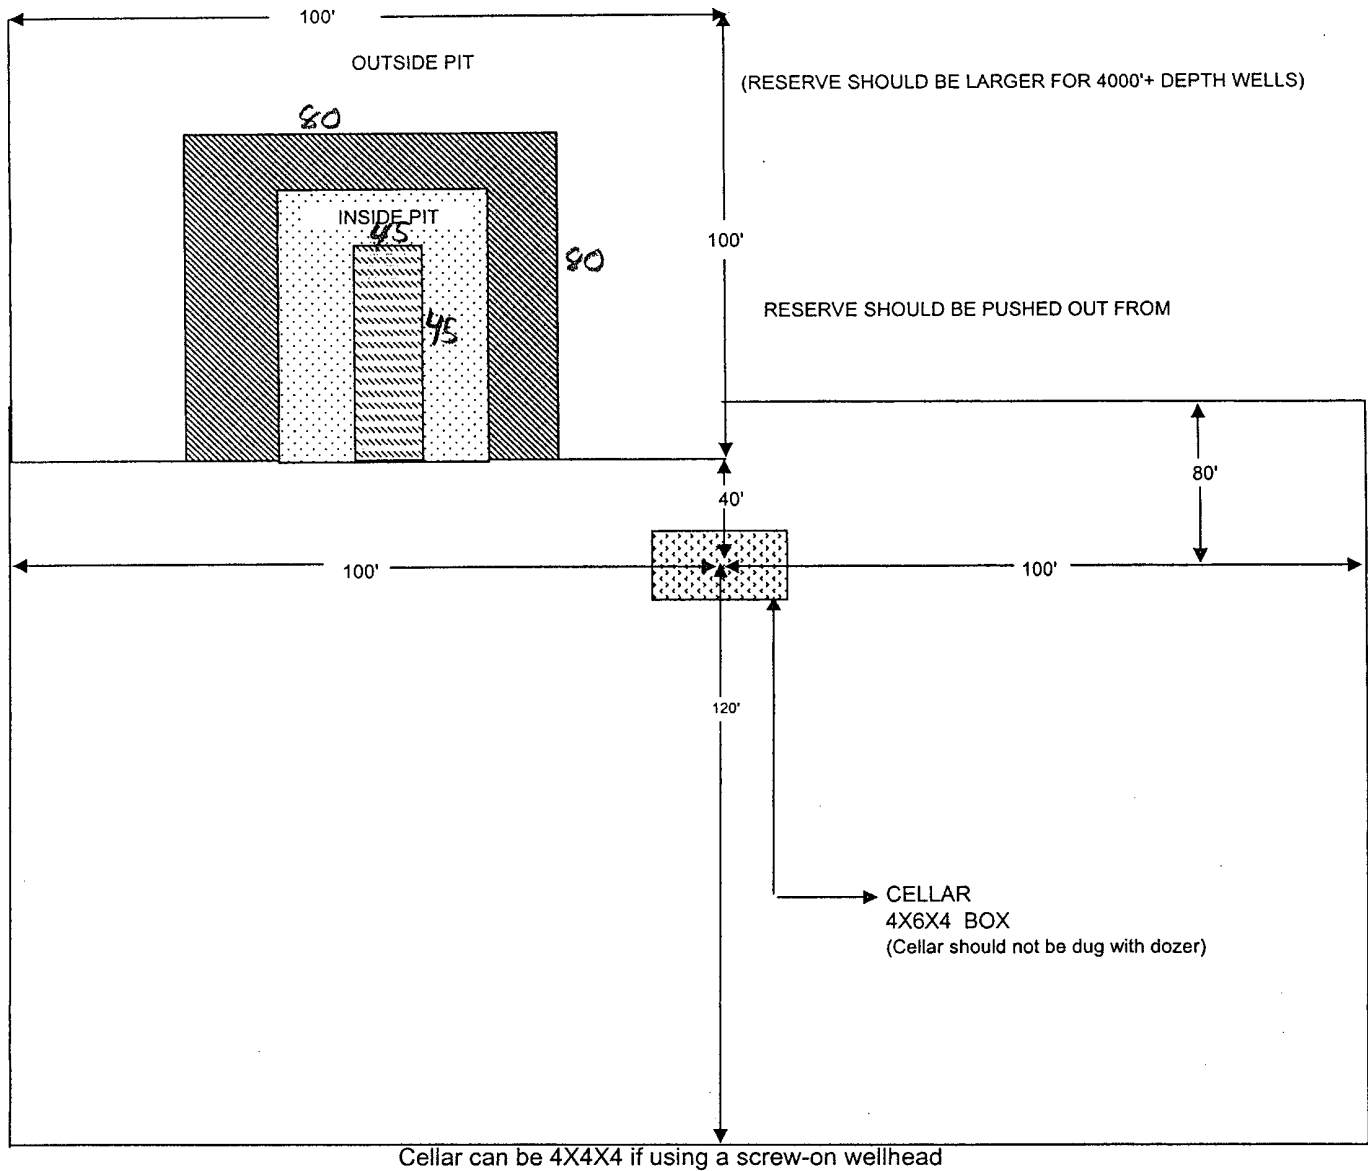 100'
OUTSIDE PIT
(RESERVE SHOULD BE LARGER FOR 4000'+ DEPTH WELLS)
80
INSIDE PIT
45
100'
80
RESERVE SHOULD BE PUSHED OUT FROM
45
80'
40'
100'
100'
120'
CELLAR
4X6X4 BOX
(Cellar should not be dug with dozer)
Cellar can be 4X4X4 if using a screw-on wellhead